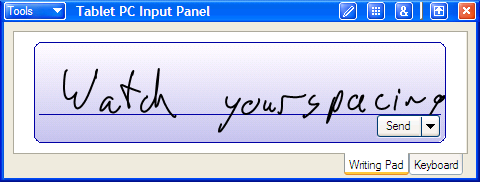 Tools Tablet PC Input Panel &
Watch yourspacing
Send
Writing Pad Keyboard